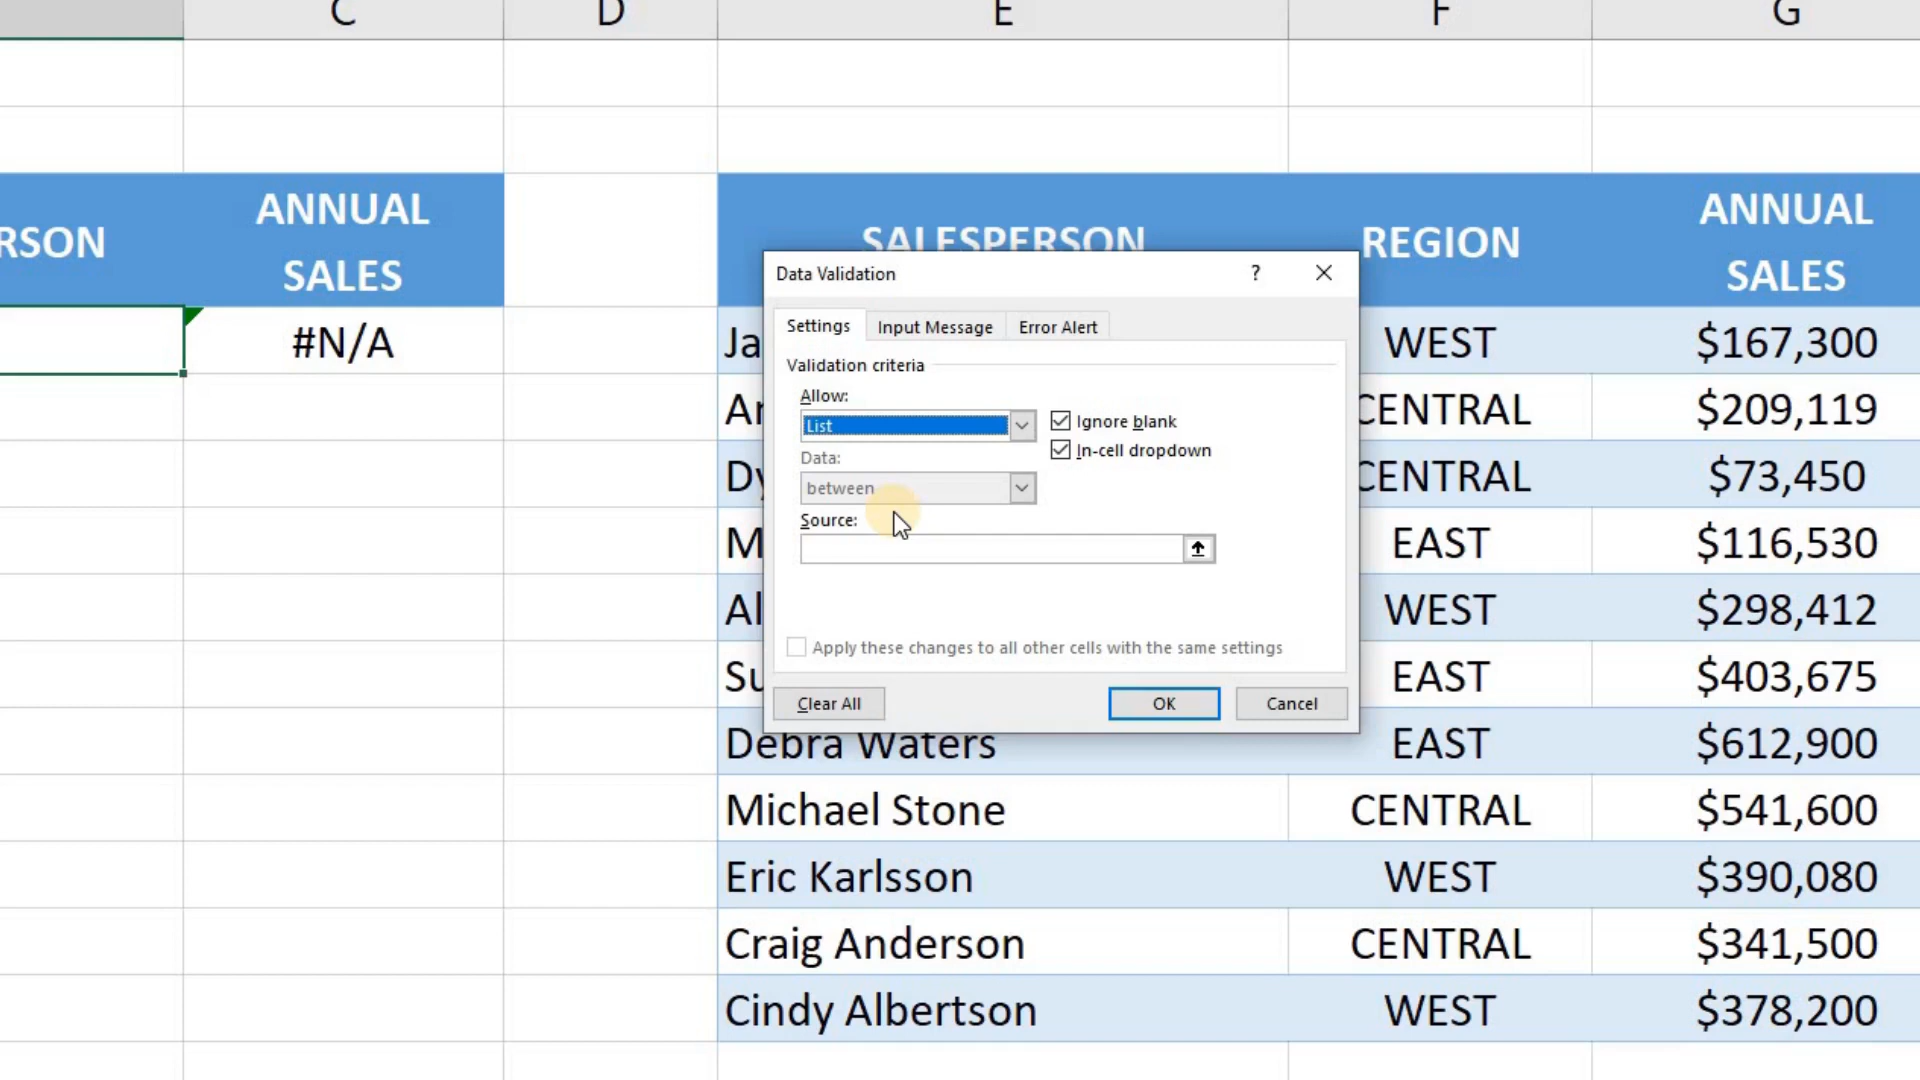 C D E F G
RSON
ANNUAL
SALES
SALESPERSON
REGION
ANNUAL
SALES
#N/A
Data Validation
?
Settings
Input Message
Error Alert
Validation criteria
Allow:
List
Ignore blank
In-cell dropdown
Data:
between
Source:
Apply these changes to all other cells with the same settings
Clear All
OK
Cancel
Ja WEST $167,300
CENTRAL $209,119
Dy CENTRAL $73,450
M EAST $116,530
Al WEST $298,412
Su EAST $403,675
Debra Waters EAST $612,900
Michael Stone CENTRAL $541,600
Eric Karlsson WEST $390,080
Craig Anderson CENTRAL $341,500
Cindy Albertson WEST $378,200